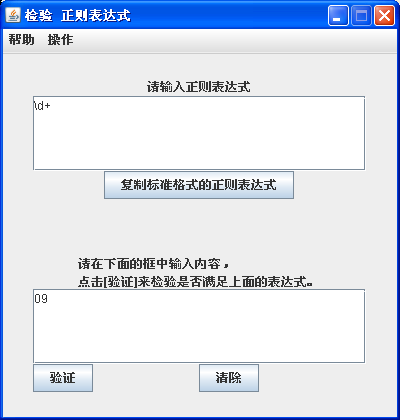 检验 正则表达式
帮助 操作
请输入正则表达式
\d+
复制标准格式的正则表达式
请在下面的框中输入内容，
点击[验证]来检验是否满足上面的表达式。
09
验证 清除